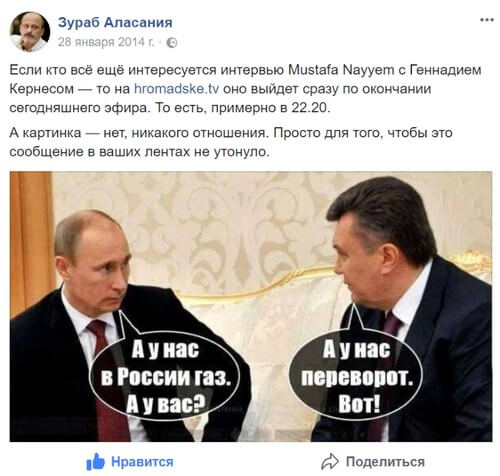 Зураб Аласания
28 января 2014 г. ·
Если кто всё ещё интересуется интервью Mustafa Nayyem с Геннадием
Кернесом — то на hromadske.tv оно выйдет сразу по окончании
сегодняшнего эфира. То есть, примерно в 22.20.
А картинка — нет, никакого отношения. Просто для того, чтобы это
сообщение в ваших лентах не утонуло.
А у нас
в России газ.
А у вас?
А у нас
переворот.
Вот!
Нравится
Поделиться